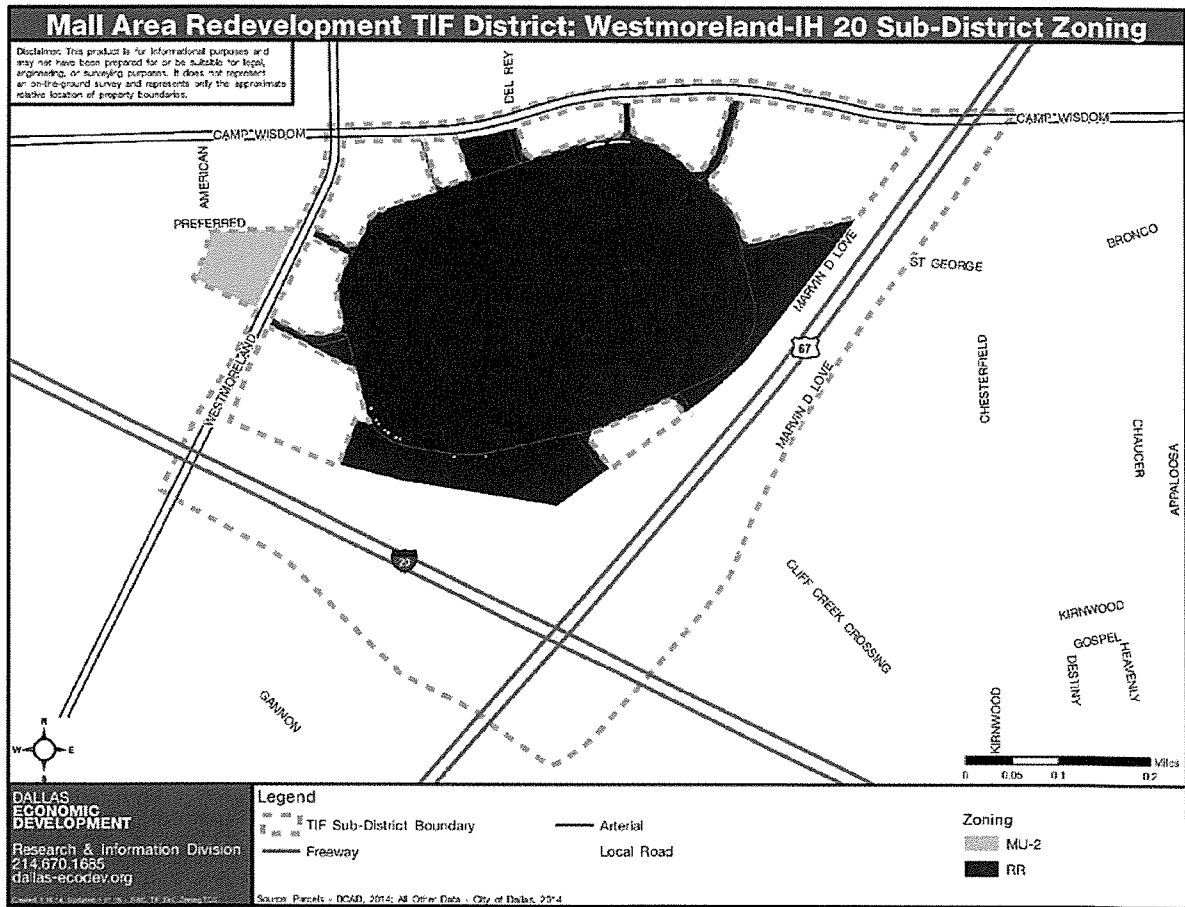 Mall Area Redevelopment TIF District: Westmoreland-IH 20 Sub-District Zoning
Disclaimer: This product is for informational purposes and
may not have been prepared for or be suitable for legal,
engineering, or surveying purposes. It does not represent
an on-the-ground survey and represents only the approximate
relative location of property boundaries.
DEL REY
CAMP WISDOM
CAMP WISDOM
AMERICAN
PREFERRED
BRONCO
ST GEORGE
MARVIN D LOVE
67
MARVIN D LOVE
WESTMORELAND
CHESTERFIELD
CHAUCER
APPALOOSA
20
CLIFF CREEK CROSSING
KIRNWOOD
GOSPEL
HEAVENLY
DESTINY
GANNON
KIRNWOOD
N
W E
S
Miles
0 0.05 0.1 0.2
DALLAS
ECONOMIC
DEVELOPMENT
Research & Information Division
214.670.1685
dallas-ecodev.org
Legend
TIF Sub-District Boundary
Arterial
Freeway
Local Road
Zoning
MU-2
RR
Source: Parcels - DCAD, 2014; All Other Data - City of Dallas, 2014